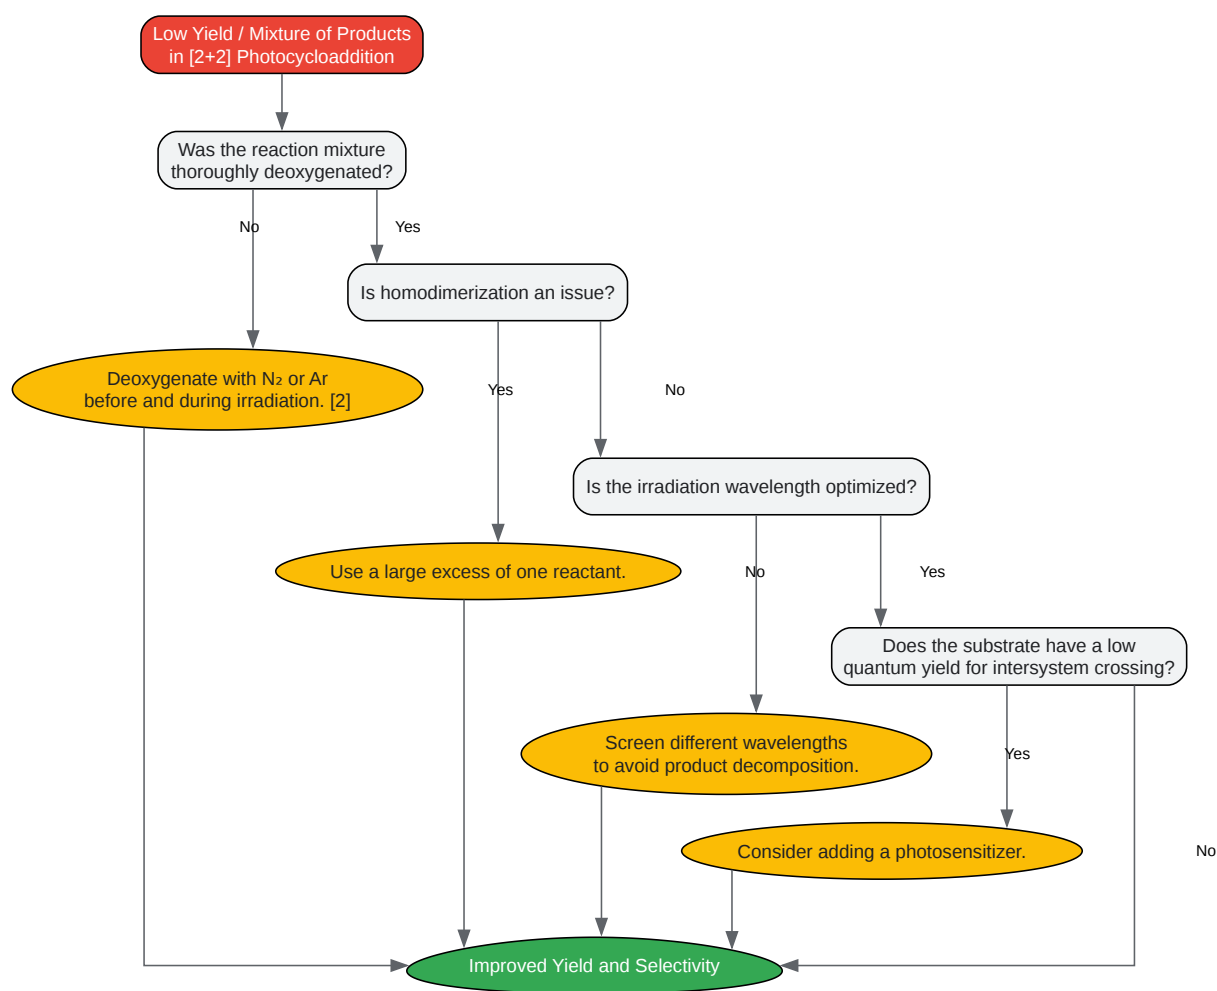 Low Yield / Mixture of Products
in [2+2] Photocycloaddition
Was the reaction mixture
thoroughly deoxygenated?
No
Yes
Is homodimerization an issue?
Deoxygenate with N₂ or Ar
before and during irradiation. [2]
Yes
No
Is the irradiation wavelength optimized?
Use a large excess of one reactant.
No
Yes
Does the substrate have a low
quantum yield for intersystem crossing?
Screen different wavelengths
to avoid product decomposition.
Yes
Consider adding a photosensitizer.
No
Improved Yield and Selectivity